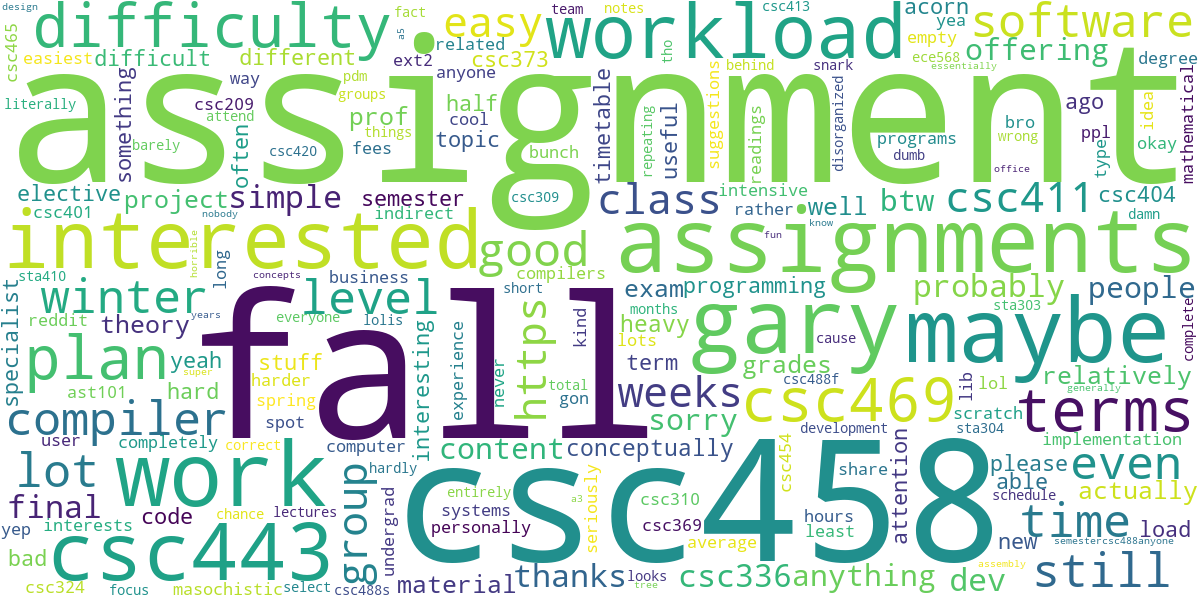 design
difficulty
csc465
easiest
difficult
literally
fact
a5
related
easy
different
ext2
csc373
team
notes
workload
tho
behind
snark
csc413
acorn
yea
empty
ece568
essentially
software
offering
degree
assignment
something
barely
csc209
attend
way
csc420
often
pdm
groups
prof
things
fees
anyone
half
cool
topic
bunch
timetable
repeating
useful
suggestions
readings
disorganized
programs
dumb
bro
wrong
office
ago
ppl
type
idea
okay
mathematical
elective
csc401
project
nobody
simple
semester
indirect
csc309
class
intensive
rather
well
btw
csc411
csc404
damn
know
fun
interested
horrible
good
assignments
sta410
long
concepts
business
compilers
short
exam
programming
probably
people
sta303
winter
years
level
everyone
lolis
specialist
reddit
theory
fall
https
kind
months
heavy
lots
gary
cause
maybe
completed
plan
yeah
super
stuff
harder
spring
interesting
experience
never
total
gon
term
weeks
grades
csc488f
relatively
generally
ast101
hard
csc469
lib
lol
scratch
terms
compiler
user
completely
correct
spot
computer
content
sorry
conceptually
development
sta304
implementation
lot
work
hardly
group
undergrad
csc458
entirely
systems
personally
a3
seriously
csc310
csc369
average
csc454
share
hours
least
attention
please
able
schedule
even
actually
final
code
chance
lectures
yep
interests
new
time
load
semestercsc488anyone
bad
csc443
csc324
focus
masochistic
select
csc488s
material
looks
tree
thanks
csc336
anything
dev
assembly
still